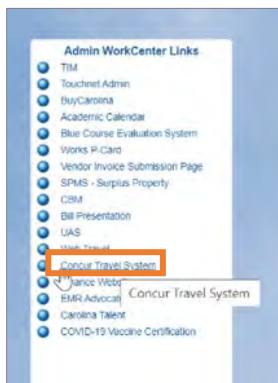 Admin WorkCenter Links
TIM
Touchnet Admin
BuyCarolina
Academic Calendar
Blue Course Evaluation System
Works P-Card
Vendor Invoice Submission Page
SPMS - Surplus Property
CBM
Bill Presentation
UAS
Web Travel
Concur Travel System
Concur Travel System
EMR Advocat
Carolina Talent
COVID-19 Vaccine Certification